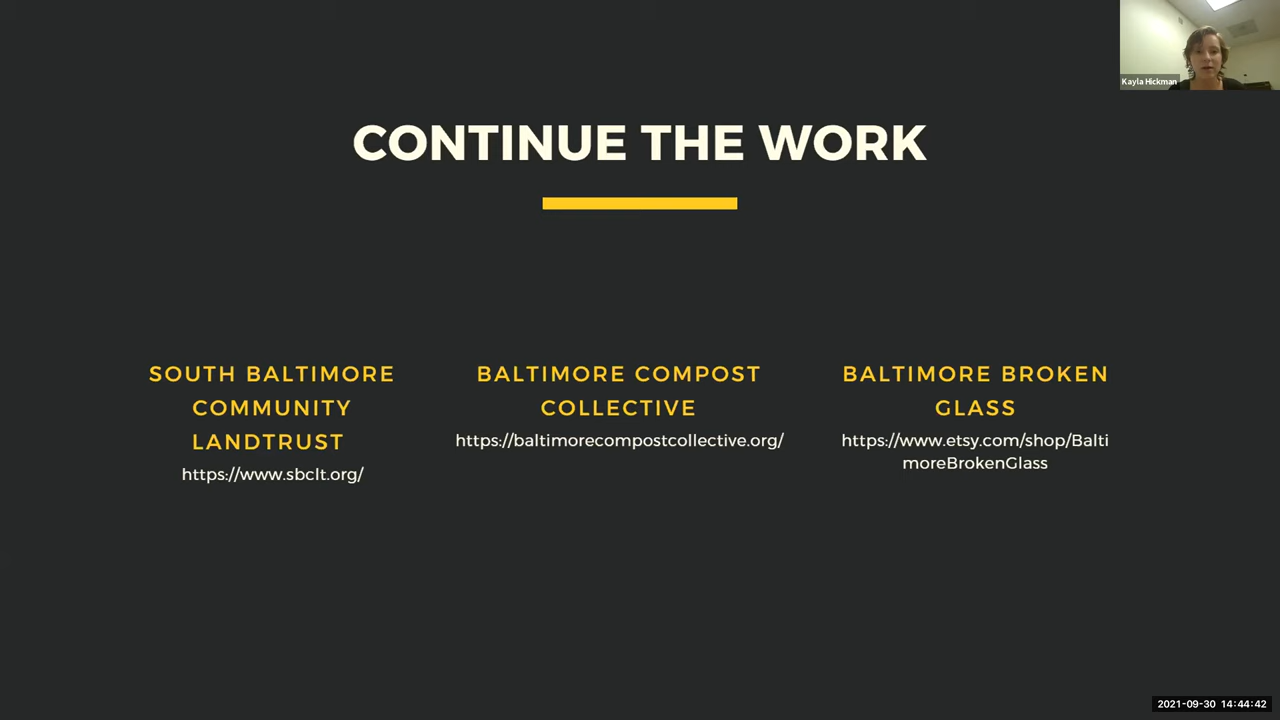 Kayla Hickman
CONTINUE THE WORK
SOUTH BALTIMORE
COMMUNITY
LANDTRUST
https://www.sbclt.org/
BALTIMORE COMPOST
COLLECTIVE
https://baltimorecompostcollective.org/
BALTIMORE BROKEN
GLASS
https://www.etsy.com/shop/Balti
moreBrokenGlass
2021-09-30 14:44:42